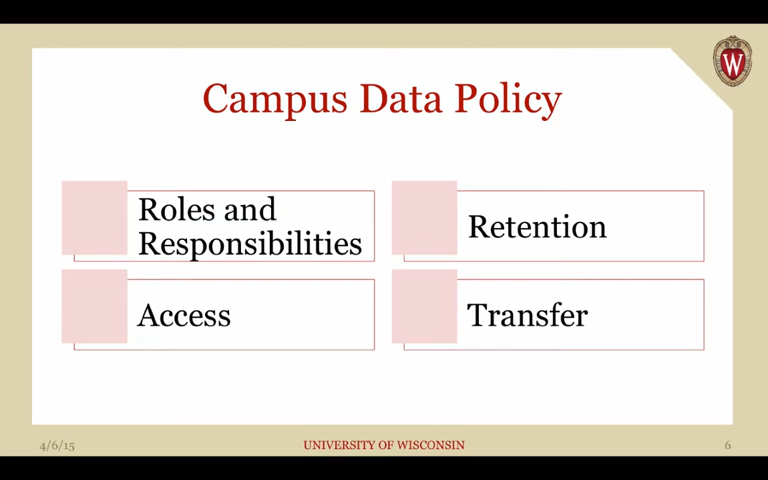 W
Campus Data Policy
Roles and
Responsibilities
Retention
Access
Transfer
4/6/15
UNIVERSITY OF WISCONSIN
6